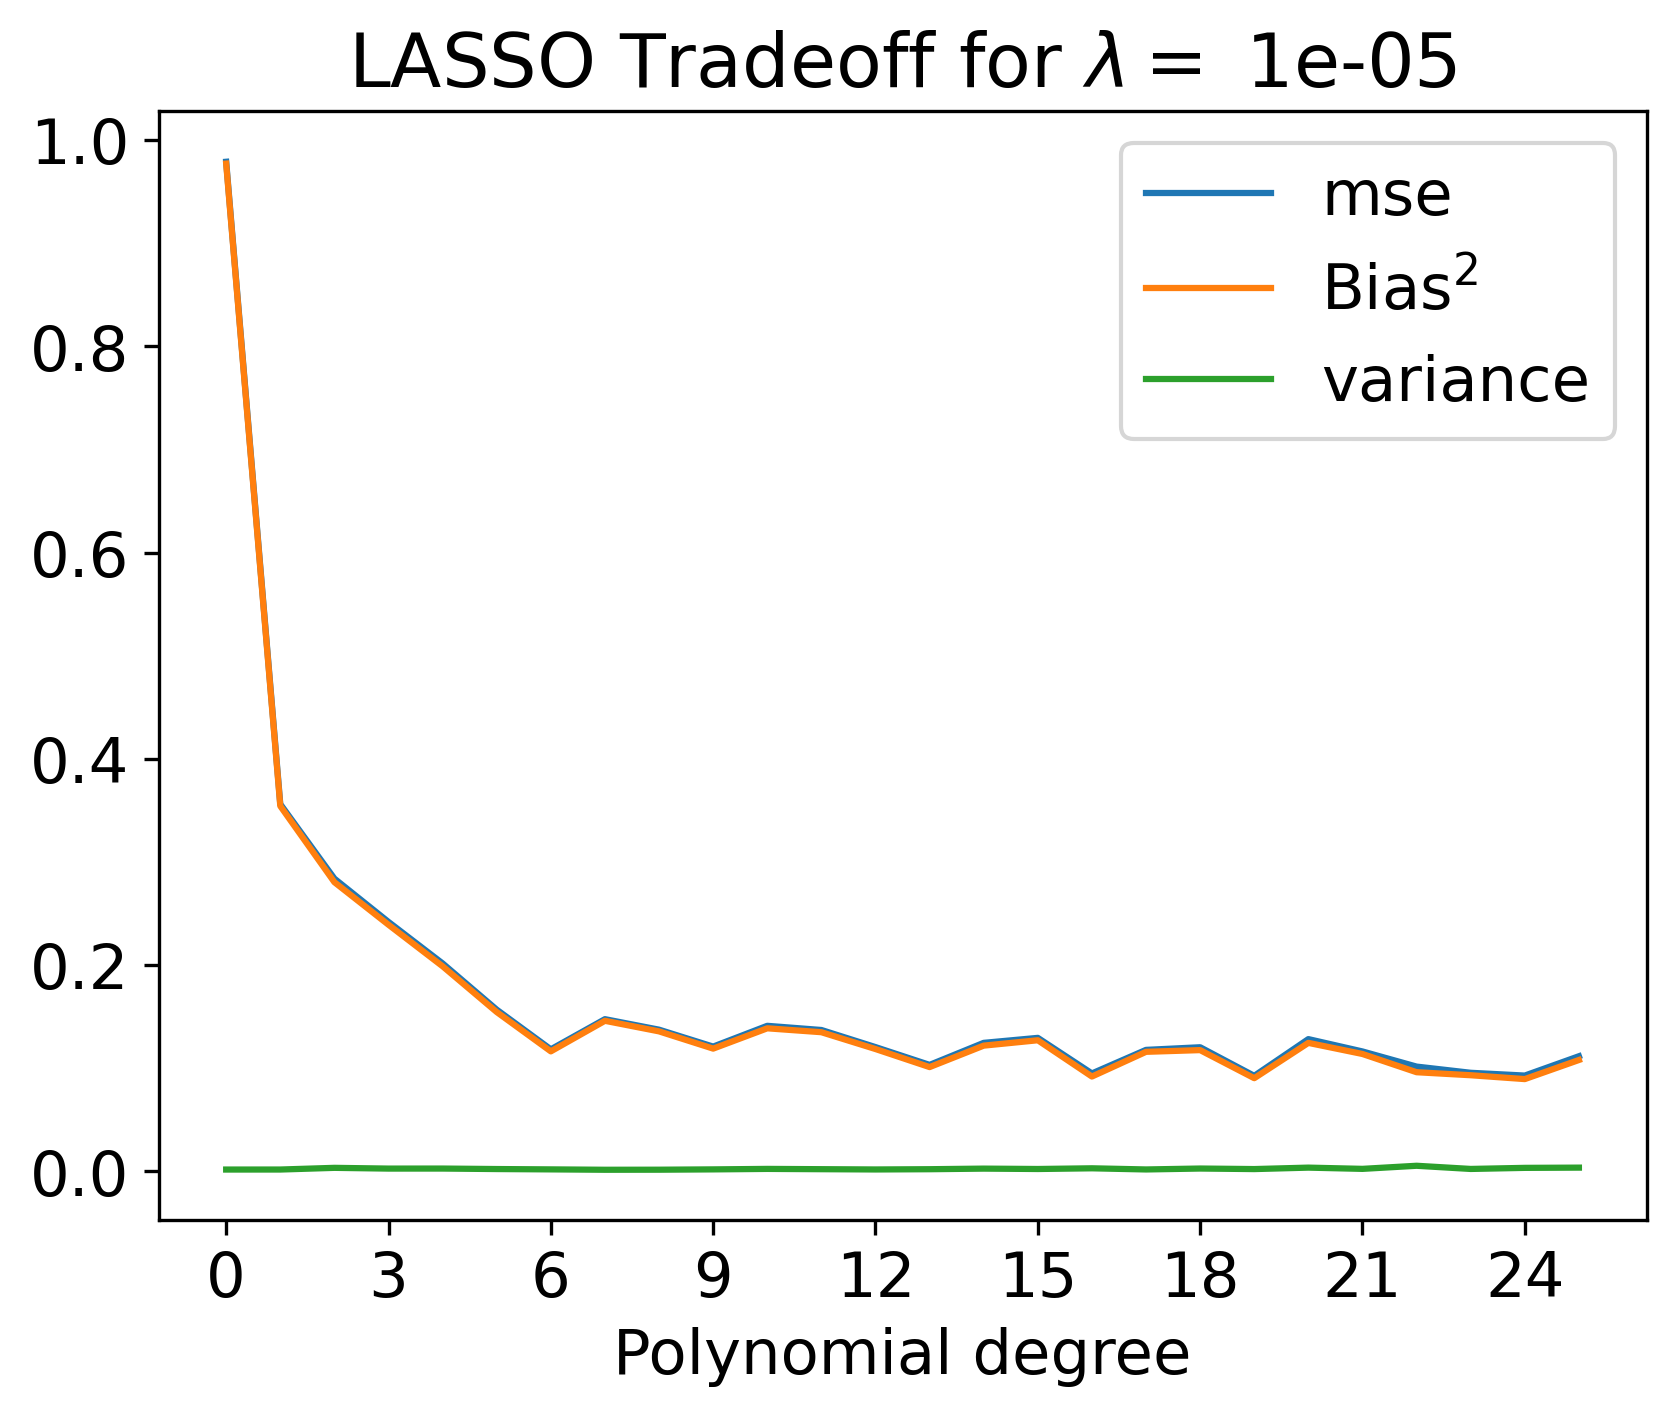 LASSO Tradeoff for λ = 1e-05
1.0
0.8
0.6
0.4
0.2
0.0
mse
Bias²
variance
0 3 6 9 12 15 18 21 24
Polynomial degree